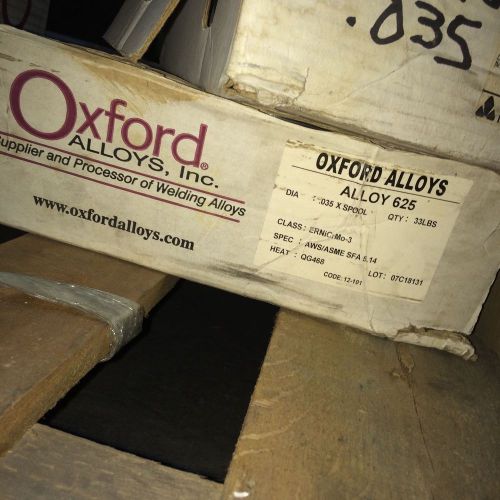 .035
Oxford®
ALLOYS, Inc.
Supplier and Processor of Welding Alloys
www.oxfordalloys.com
OXFORD ALLOYS
ALLOY 625
DIA : .035 X SPOOL QTY : 33LBS
CLASS: ERNiCrMo-3
SPEC : AWS/ASME SFA 5.14
HEAT : QG468
CODE: 12-101 LOT: 07C18131